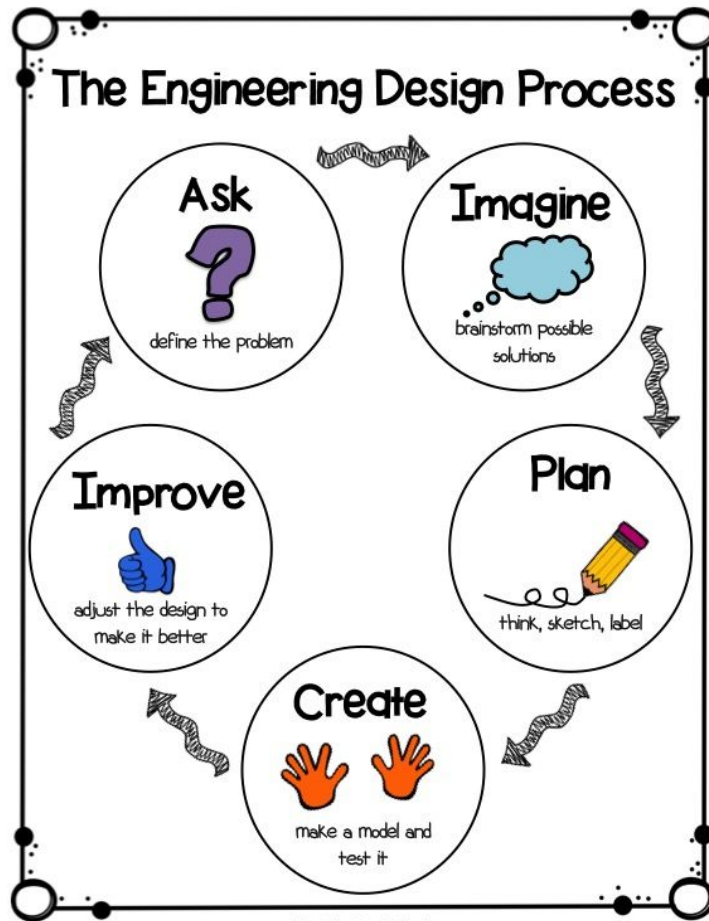 The Engineering Design Process
Ask
define the problem
Imagine
brainstorm possible
solutions
Plan
think, sketch, label
Create
make a model and
test it
Improve
adjust the design to
make it better